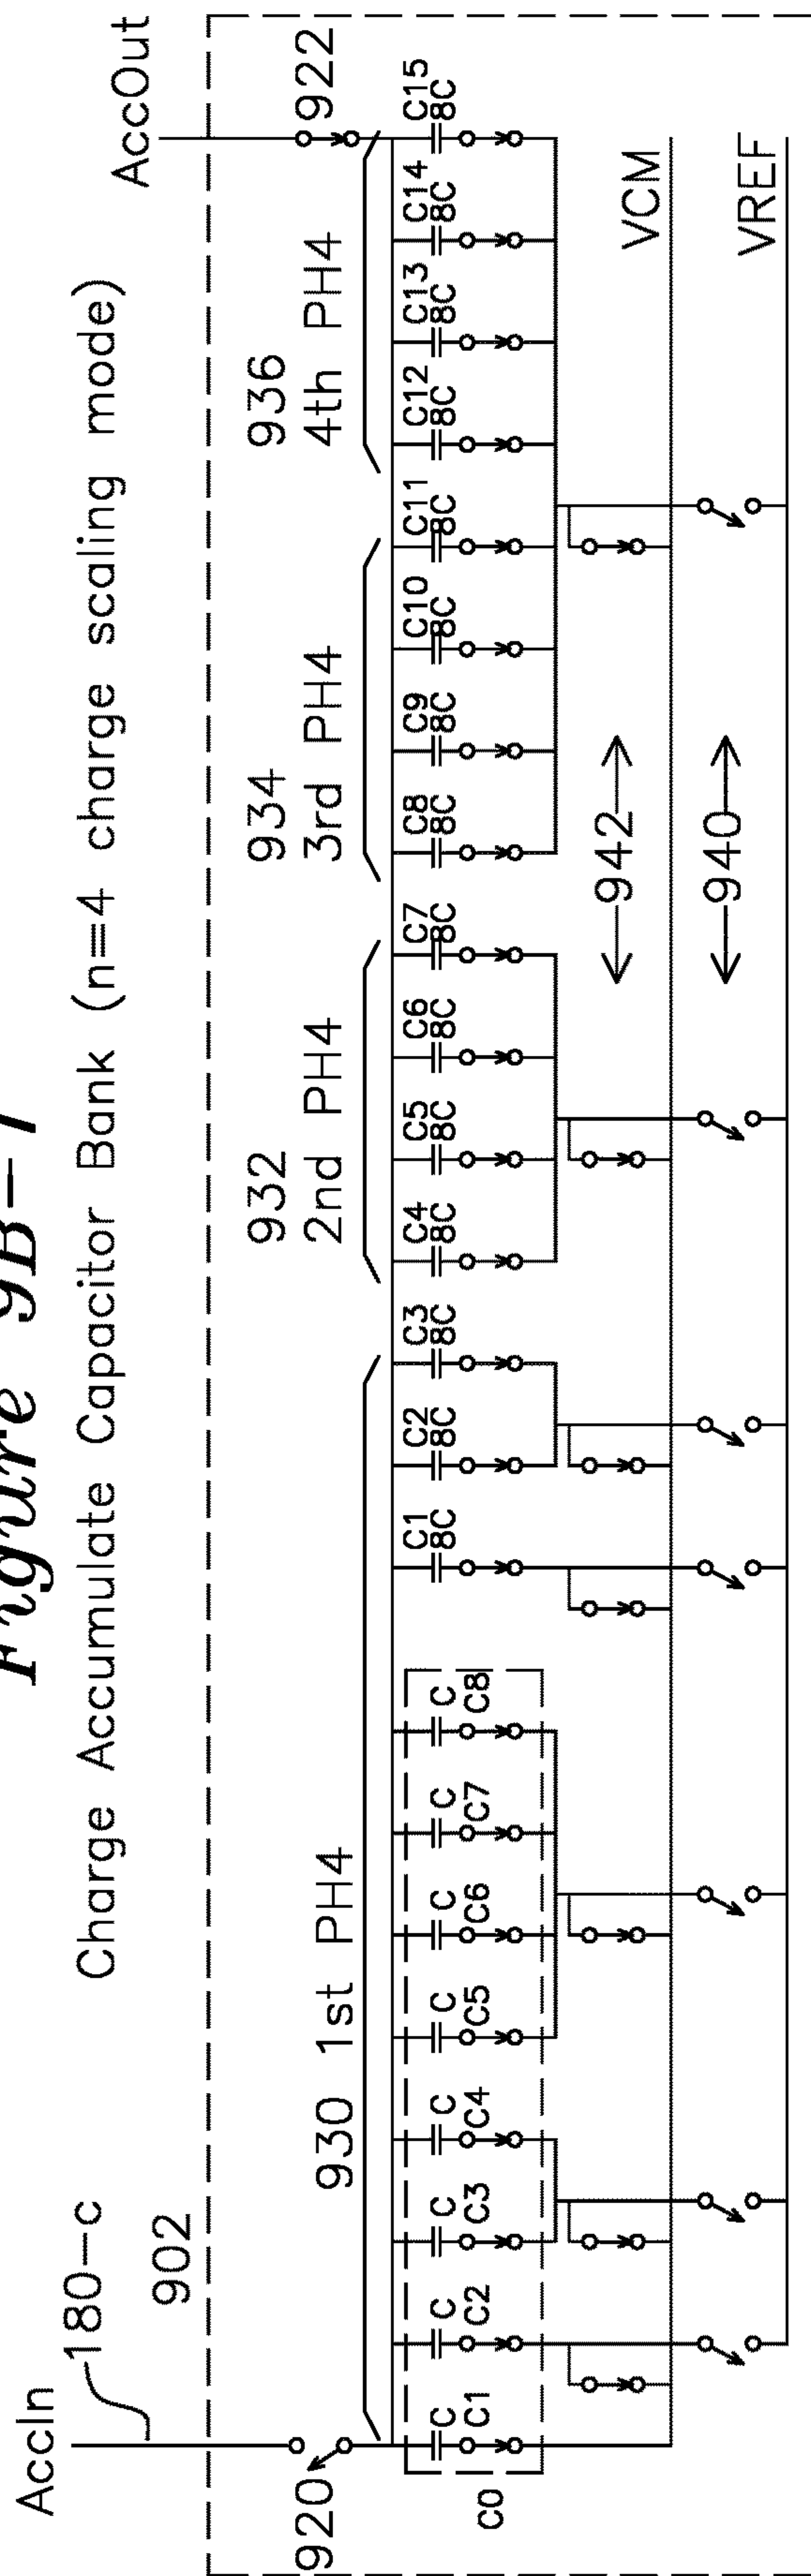 Figure 9B-1
Charge Accumulate Capacitor Bank (n=4 charge scaling mode)
AccIn
180-c
902
AccOut
920
922
930 1st PH4
932
2nd PH4
934
3rd PH4
936
4th PH4
C C C C C C C C
C1 C2 C3 C4 C5 C6 C7 C8
C0
C1 C2 C3 C4 C5 C6 C7 C8 C9 C10 C11 C12 C13 C14 C15
8C 8C 8C 8C 8C 8C 8C 8C 8C 8C 8C 8C 8C 8C 8C
942
VCM
940
VREF